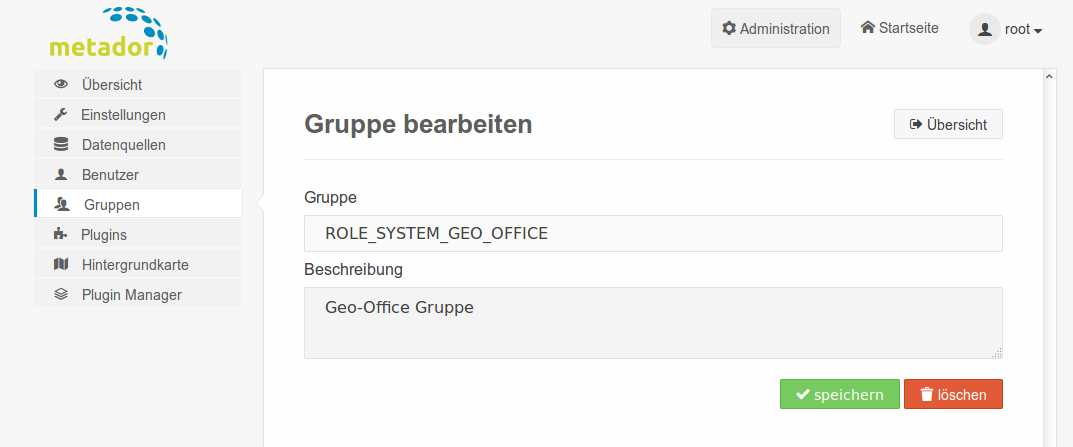 metador
Administration
Startseite
root
Übersicht
Einstellungen
Datenquellen
Benutzer
Gruppen
Plugins
Hintergrundkarte
Plugin Manager
Gruppe bearbeiten
Übersicht
Gruppe
ROLE_SYSTEM_GEO_OFFICE
Beschreibung
Geo-Office Gruppe
speichern
löschen